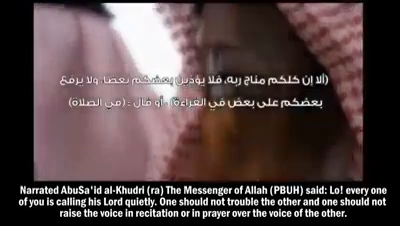 (ألا إن كلكم مناج ربه، فلا يؤذين بعضكم بعضا، ولا يرفع
بعضكم على بعض في القراءة) ، أو قال : (في الصلاة)
Narrated AbuSa'id al-Khudri (ra) The Messenger of Allah (PBUH) said: Lo! every one
of you is calling his Lord quietly. One should not trouble the other and one should not
raise the voice in recitation or in prayer over the voice of the other.